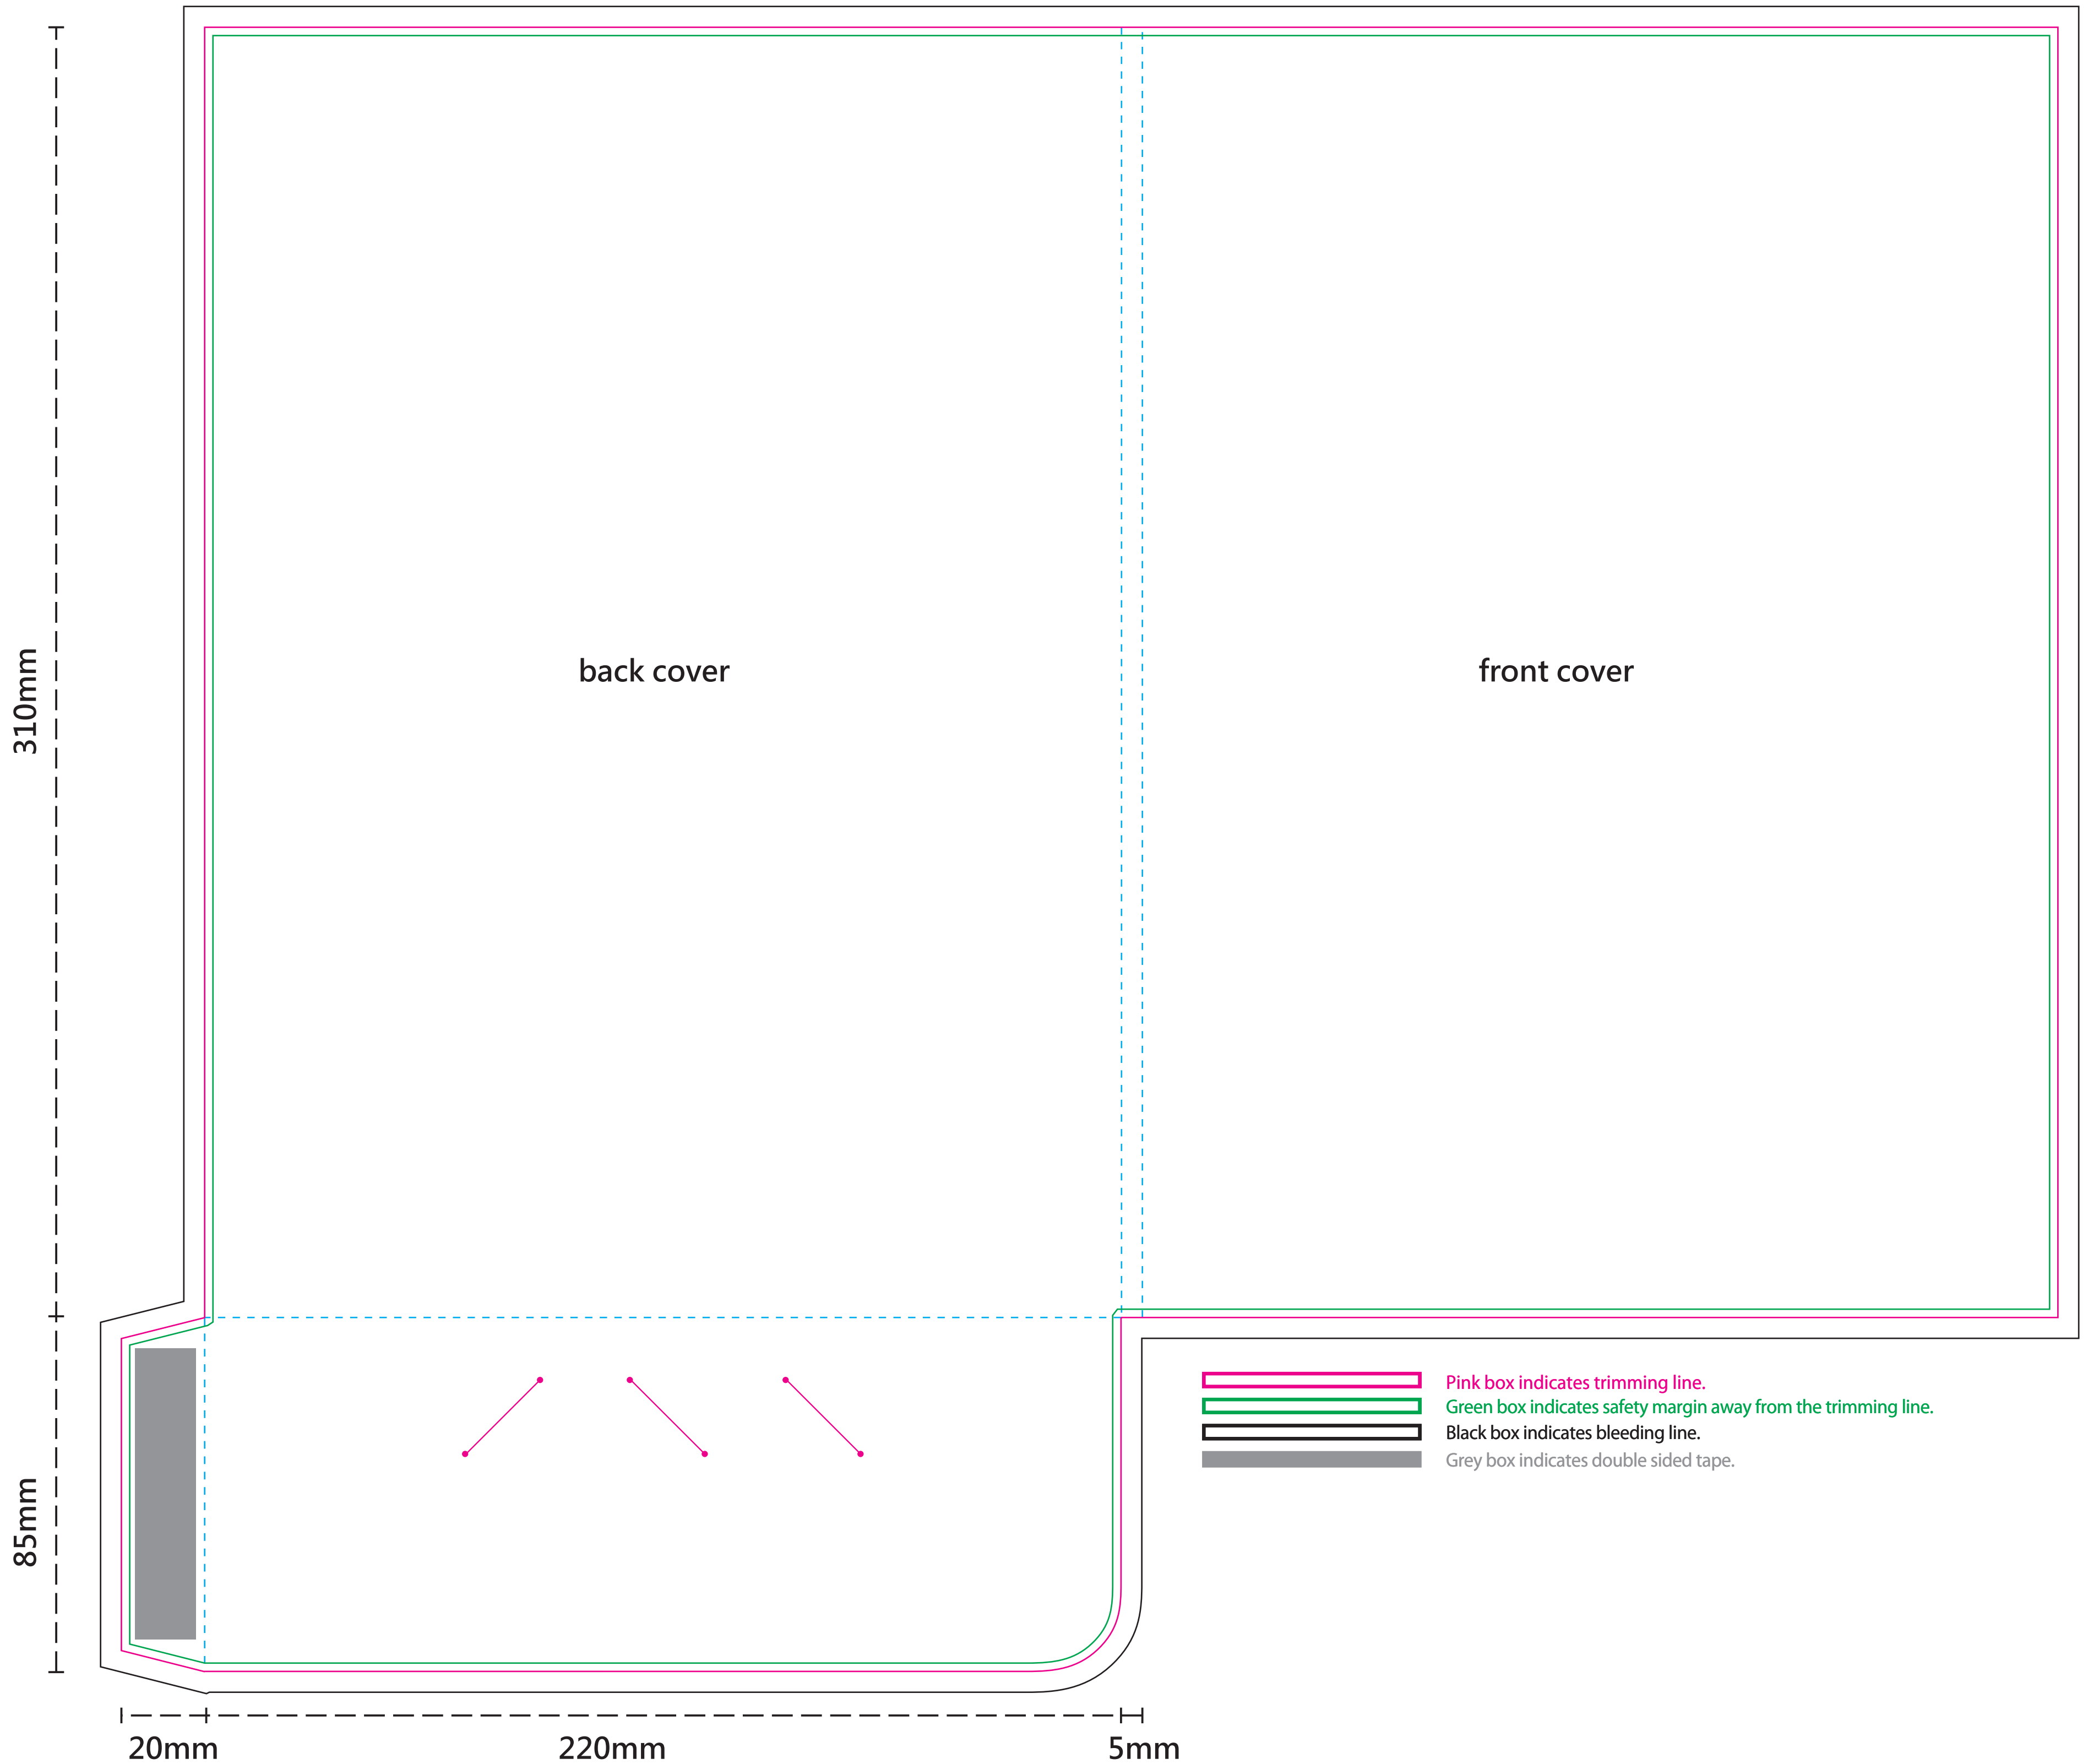 310mm
back cover
front cover
85mm
Pink box indicates trimming line.
Green box indicates safety margin away from the trimming line.
Black box indicates bleeding line.
Grey box indicates double sided tape.
20mm
220mm
5mm